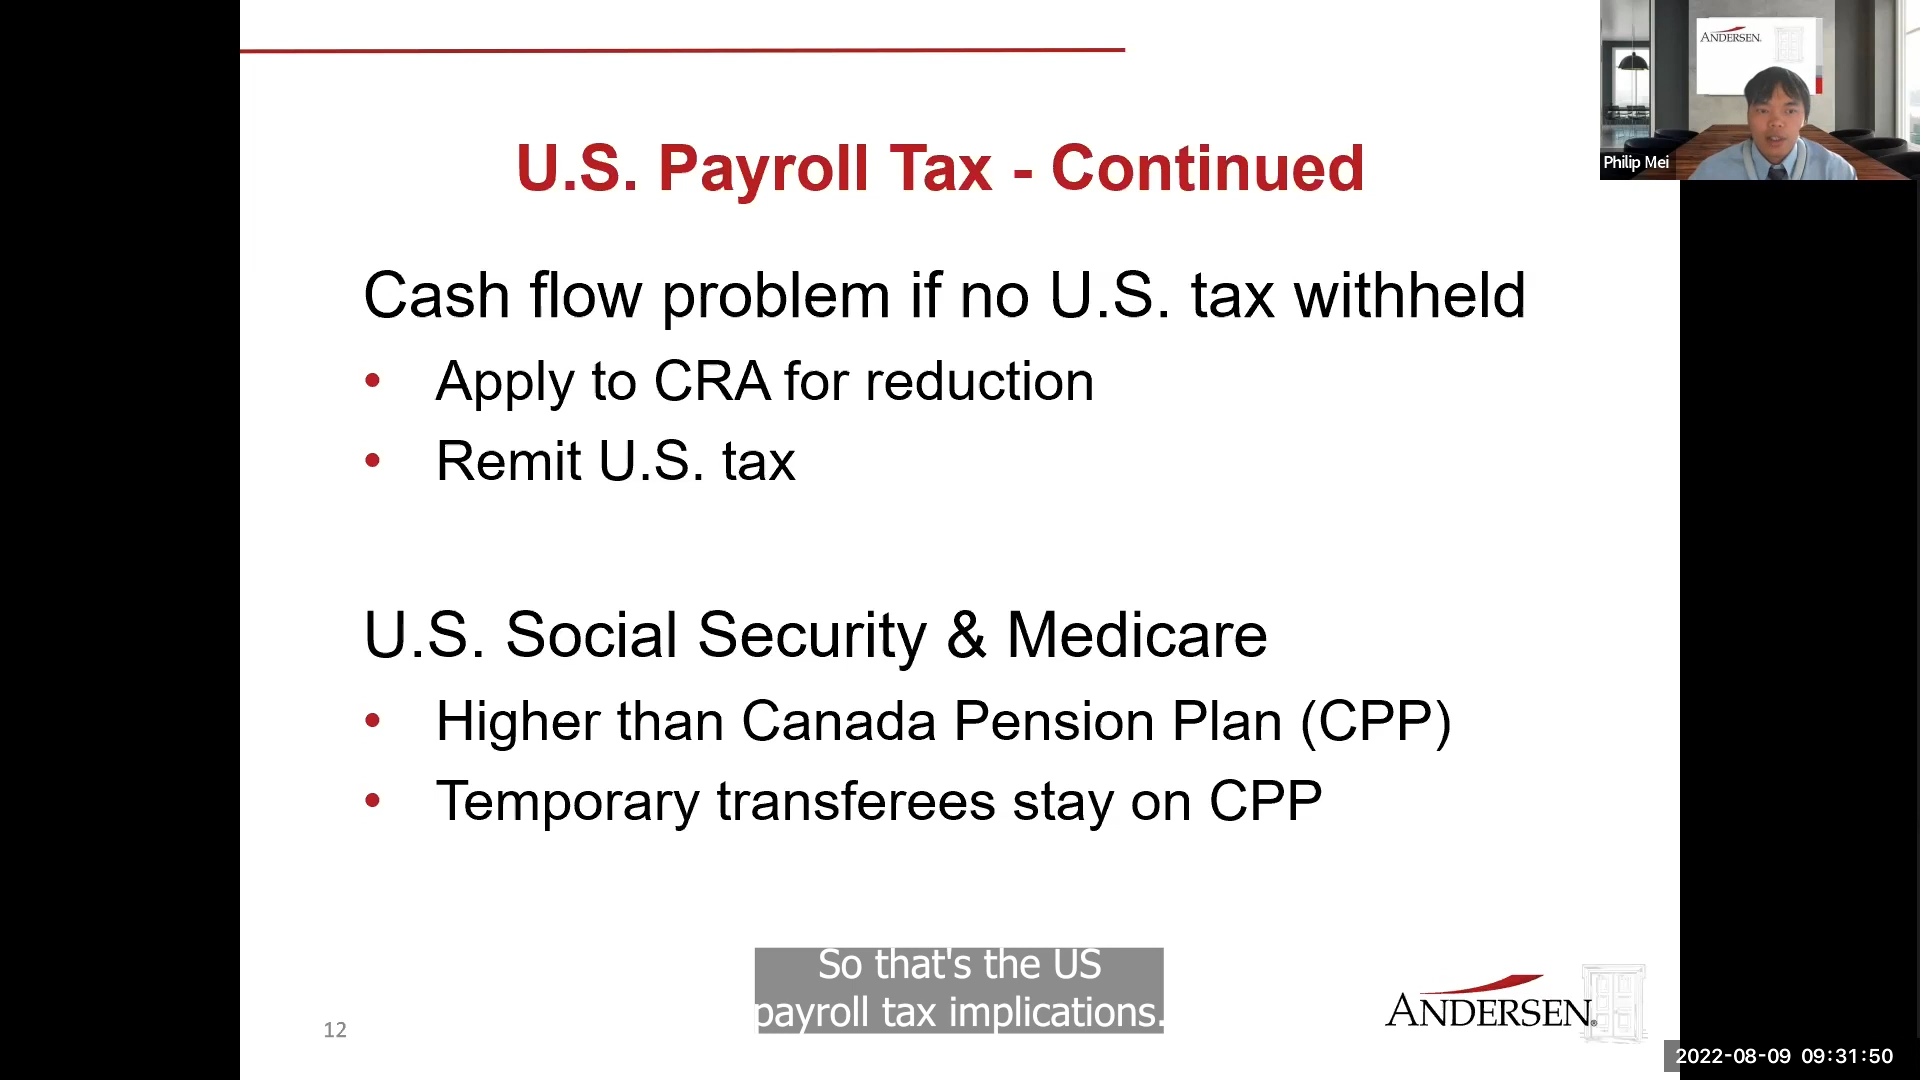 ANDERSEN.
Philip Mei
U.S. Payroll Tax - Continued
Cash flow problem if no U.S. tax withheld
• Apply to CRA for reduction
• Remit U.S. tax
U.S. Social Security & Medicare
• Higher than Canada Pension Plan (CPP)
• Temporary transferees stay on CPP
So that's the US
payroll tax implications.
12
ANDERSEN®
2022-08-09 09:31:50